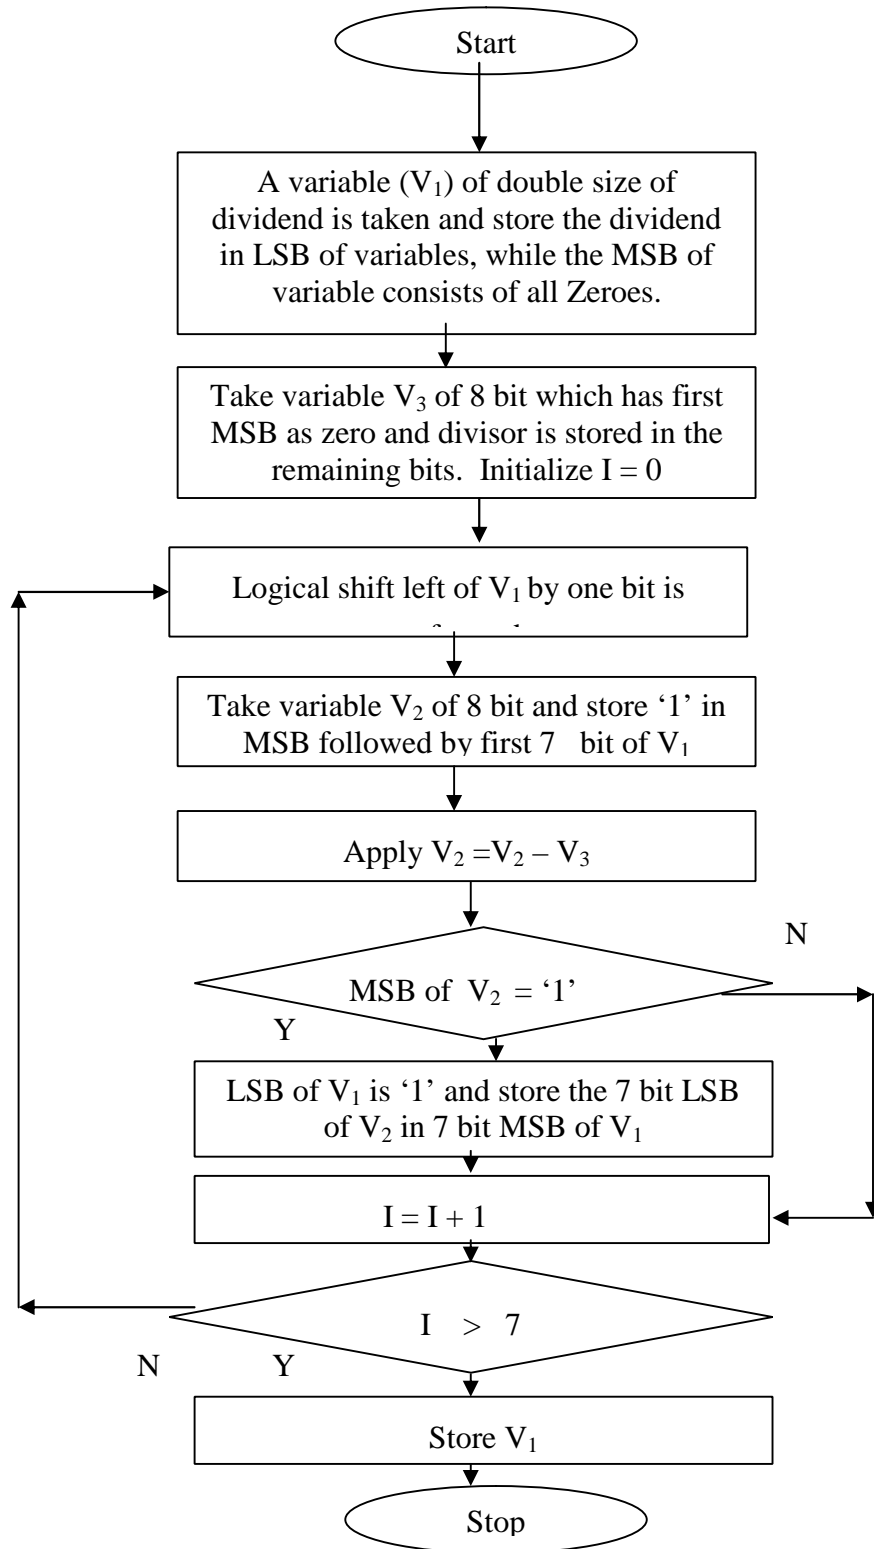 Start
A variable (V₁) of double size of
dividend is taken and store the dividend
in LSB of variables, while the MSB of
variable consists of all Zeroes.
Take variable V₃ of 8 bit which has first
MSB as zero and divisor is stored in the
remaining bits. Initialize I = 0
Logical shift left of V₁ by one bit is
Take variable V₂ of 8 bit and store ‘1’ in
MSB followed by first 7 bit of V₁
Apply V₂ =V₂ – V₃
N
MSB of V₂ = ‘1’
Y
LSB of V₁ is ‘1’ and store the 7 bit LSB
of V₂ in 7 bit MSB of V₁
I = I + 1
I > 7
N Y
Store V₁
Stop